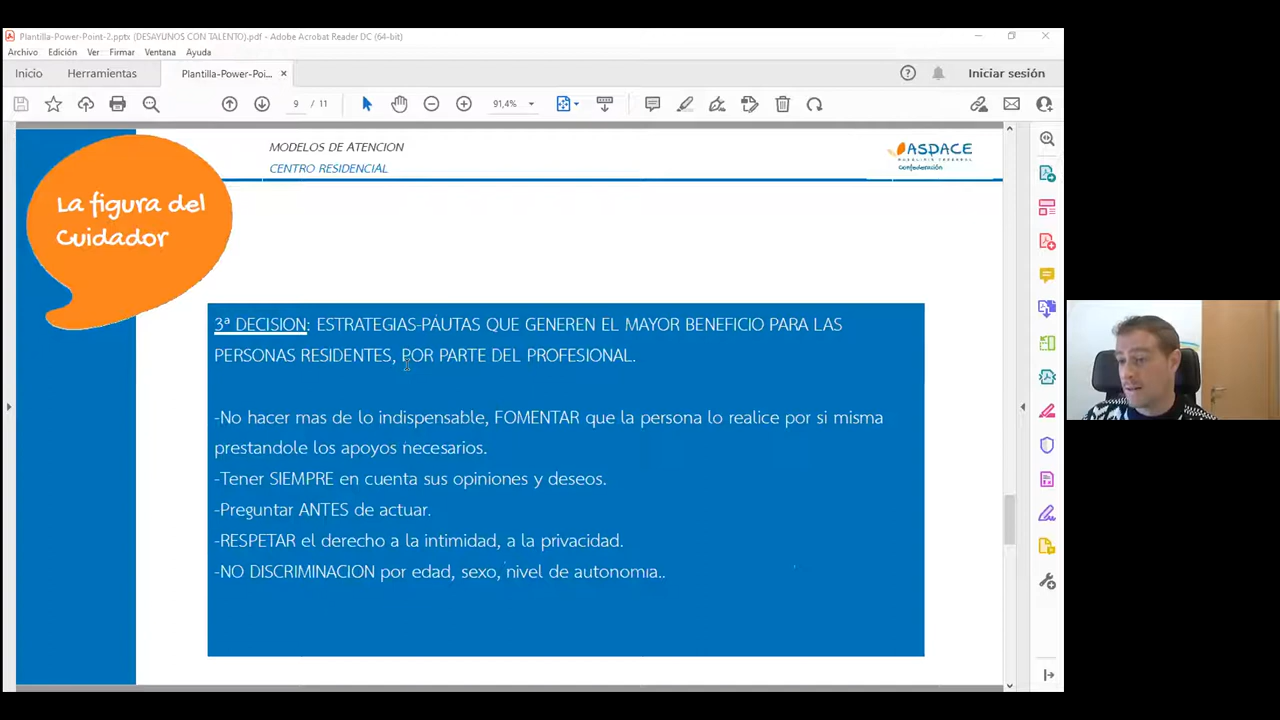 Plantilla-Power-Point-2.pptx (DESAYUNOS CON TALENTO).pdf - Adobe Acrobat Reader DC (64-bit)
Archivo Edición Ver Firmar Ventana Ayuda
Inicio Herramientas Plantilla-Power-Poi... Iniciar sesión
9 / 11 91,4%
MODELOS DE ATENCION
CENTRO RESIDENCIAL
ASPACE
PARÁLISIS CEREBRAL
Confederación
La figura del
Cuidador
3ª DECISION: ESTRATEGIAS-PAUTAS QUE GENEREN EL MAYOR BENEFICIO PARA LAS
PERSONAS RESIDENTES, POR PARTE DEL PROFESIONAL.
-No hacer mas de lo indispensable, FOMENTAR que la persona lo realice por si misma
prestandole los apoyos necesarios.
-Tener SIEMPRE en cuenta sus opiniones y deseos.
-Preguntar ANTES de actuar.
-RESPETAR el derecho a la intimidad, a la privacidad.
-NO DISCRIMINACION por edad, sexo, nivel de autonomia..